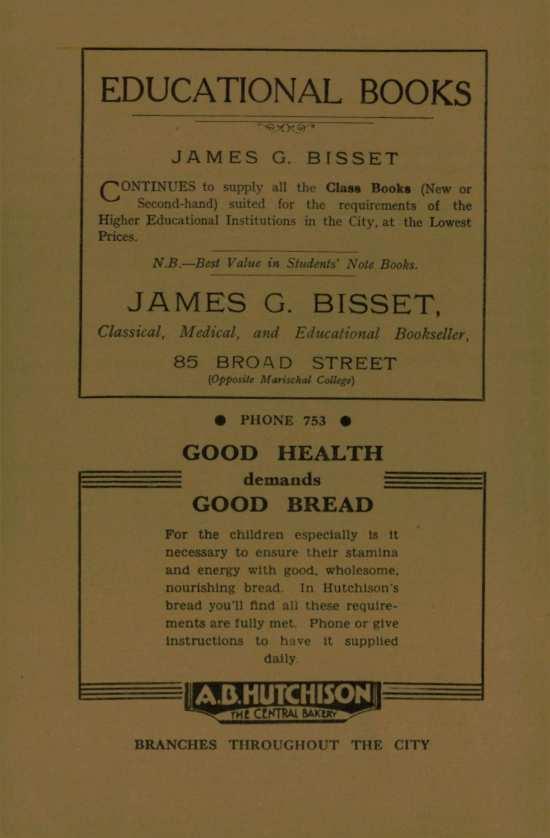 EDUCATIONAL BOOKS
JAMES G. BISSET
CONTINUES to supply all the Class Books (New or
Second-hand) suited for the requirements of the
Higher Educational Institutions in the City, at the Lowest
Prices.
N.B.—Best Value in Students' Note Books.
JAMES G. BISSET,
Classical, Medical, and Educational Bookseller,
85 BROAD STREET
(Opposite Marischal College)
● PHONE 753 ●
GOOD HEALTH
demands
GOOD BREAD
For the children especially is it
necessary to ensure their stamina
and energy with good, wholesome,
nourishing bread. In Hutchison's
bread you'll find all these require-
ments are fully met. Phone or give
instructions to have it supplied
daily.
A.B. HUTCHISON
THE CENTRAL BAKERY
BRANCHES THROUGHOUT THE CITY